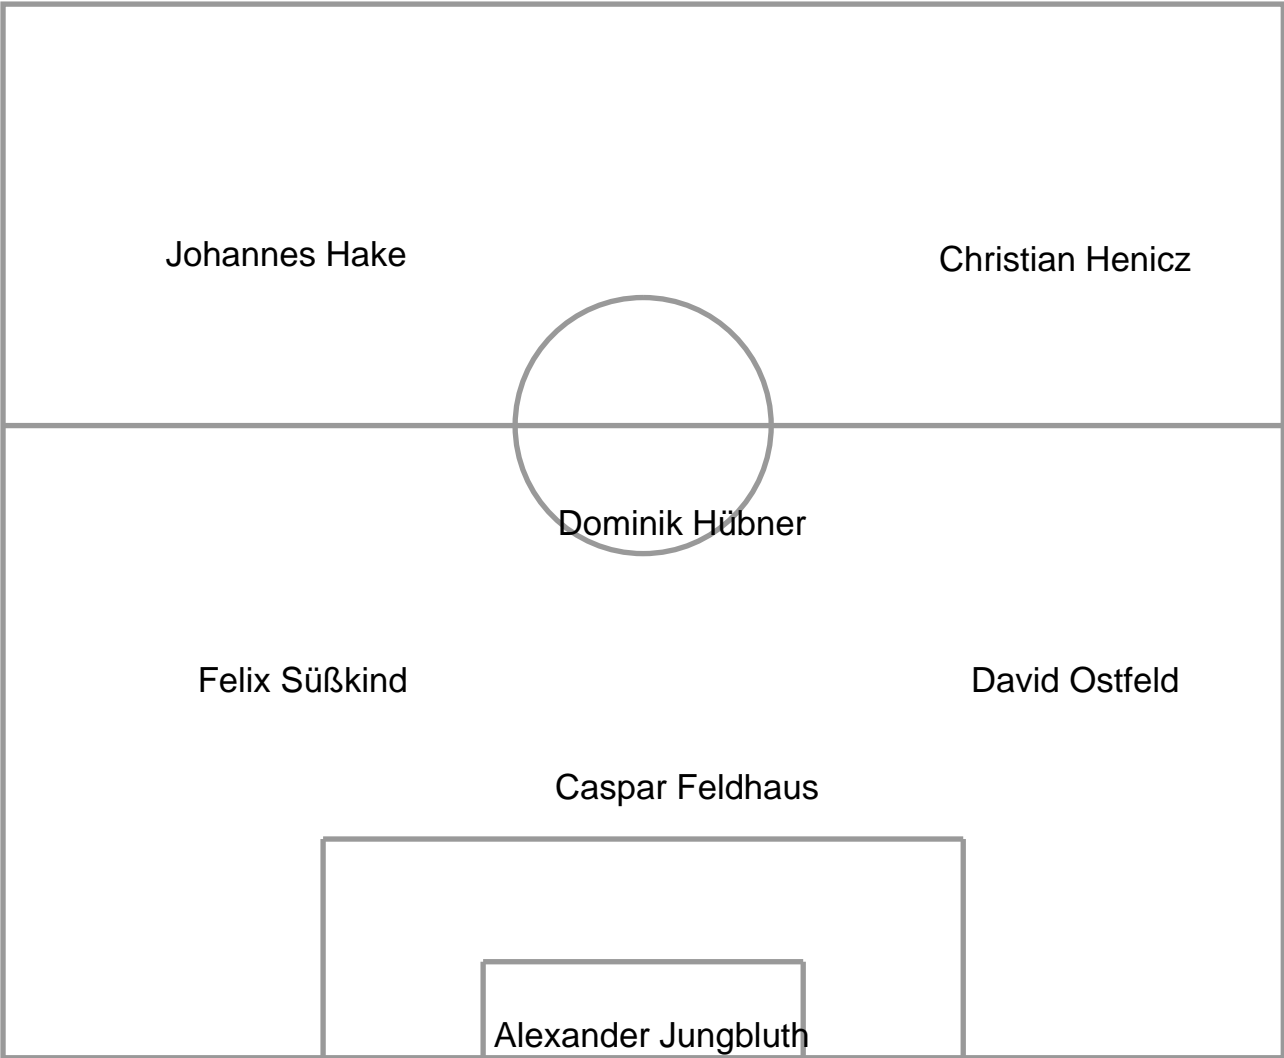 Johannes Hake
Christian Henicz
Dominik Hübner
Felix Süßkind
David Ostfeld
Caspar Feldhaus
Alexander Jungbluth